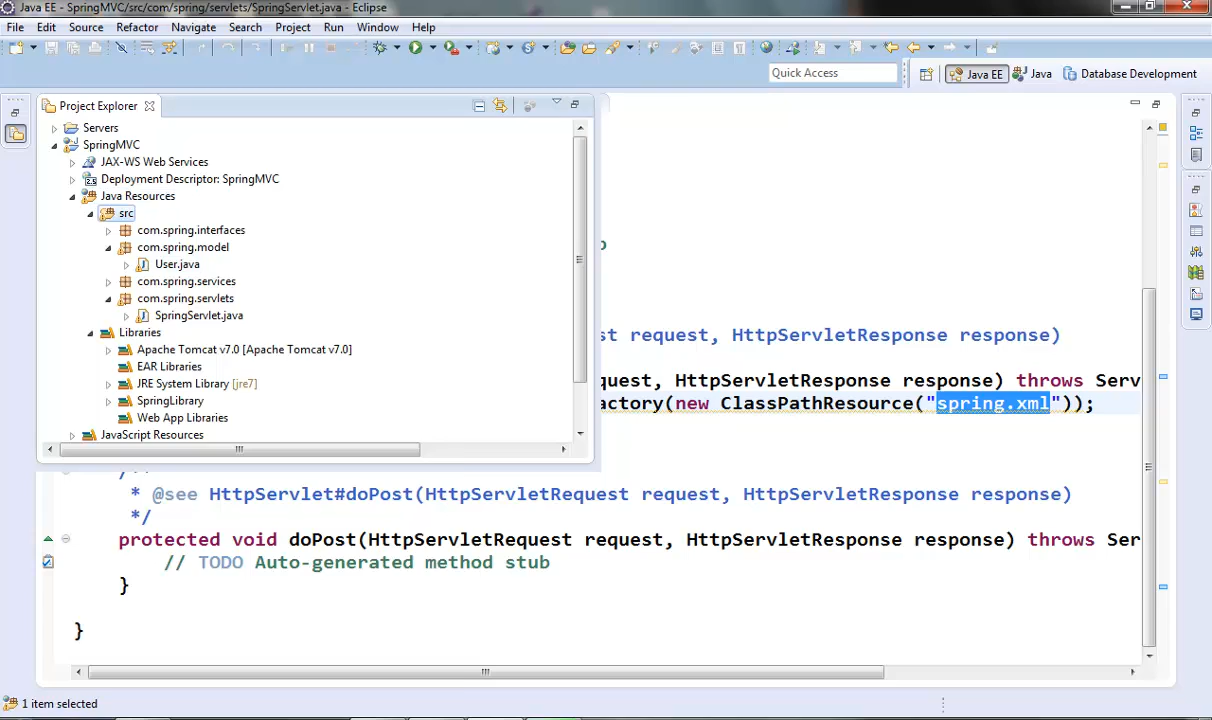 Java EE - SpringMVC/src/com/spring/servlets/SpringServlet.java - Eclipse
File Edit Source Refactor Navigate Search Project Run Window Help
Quick Access
Java EE
Java
Database Development
Project Explorer
Servers
SpringMVC
JAX-WS Web Services
Deployment Descriptor: SpringMVC
Java Resources
src
com.spring.interfaces
com.spring.model
User.java
com.spring.services
com.spring.servlets
SpringServlet.java
Libraries
Apache Tomcat v7.0 [Apache Tomcat v7.0]
EAR Libraries
JRE System Library [jre7]
SpringLibrary
Web App Libraries
JavaScript Resources
st request, HttpServletResponse response)
quest, HttpServletResponse response) throws Serv
actory(new ClassPathResource("spring.xml"));
* @see HttpServlet#doPost(HttpServletRequest request, HttpServletResponse response)
*/
protected void doPost(HttpServletRequest request, HttpServletResponse response) throws Ser
// TODO Auto-generated method stub
}
}
1 item selected